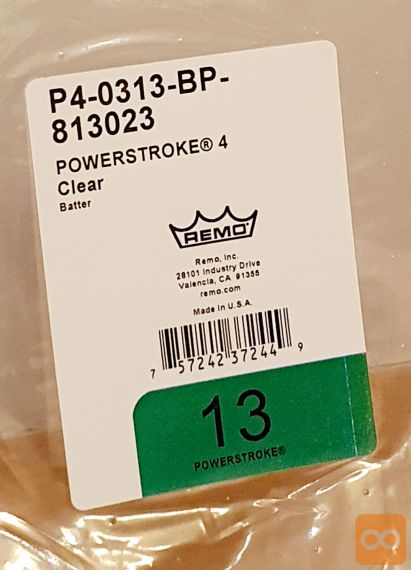 P4-0313-BP-
813023
POWERSTROKE® 4
Clear
Batter
REMO
Remo, Inc.
28101 Industry Drive
Valencia, CA 91355
remo.com
Made in U.S.A.
7 57242 37244 9
13
POWERSTROKE®